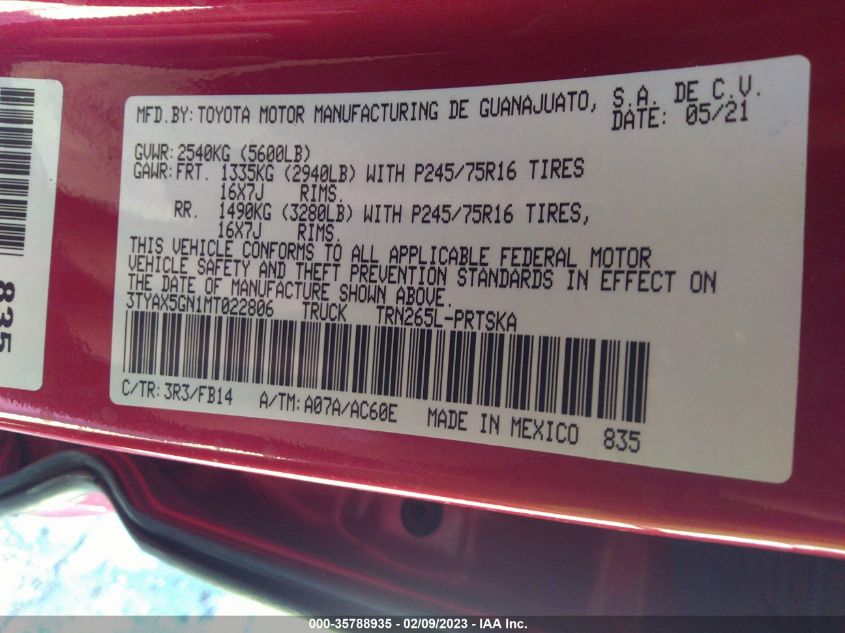 MFD.BY: TOYOTA MOTOR MANUFACTURING DE GUANAJUATO, S.A. DE C.V.
DATE: 05/21
GVWR: 2540KG (5600LB)
GAWR: FRT. 1335KG (2940LB) WITH P245/75R16 TIRES
16X7J RIMS.
RR. 1490KG (3280LB) WITH P245/75R16 TIRES,
16X7J RIMS.
THIS VEHICLE CONFORMS TO ALL APPLICABLE FEDERAL MOTOR
VEHICLE SAFETY AND THEFT PREVENTION STANDARDS IN EFFECT ON
THE DATE OF MANUFACTURE SHOWN ABOVE.
3TYAX5GN1MT022806 TRUCK TRN265L-PRTSKA
C/TR: 3R3/FB14 A/TM: A07A/AC60E MADE IN MEXICO 835
835
000-35788935 - 02/09/2023 - IAA Inc.